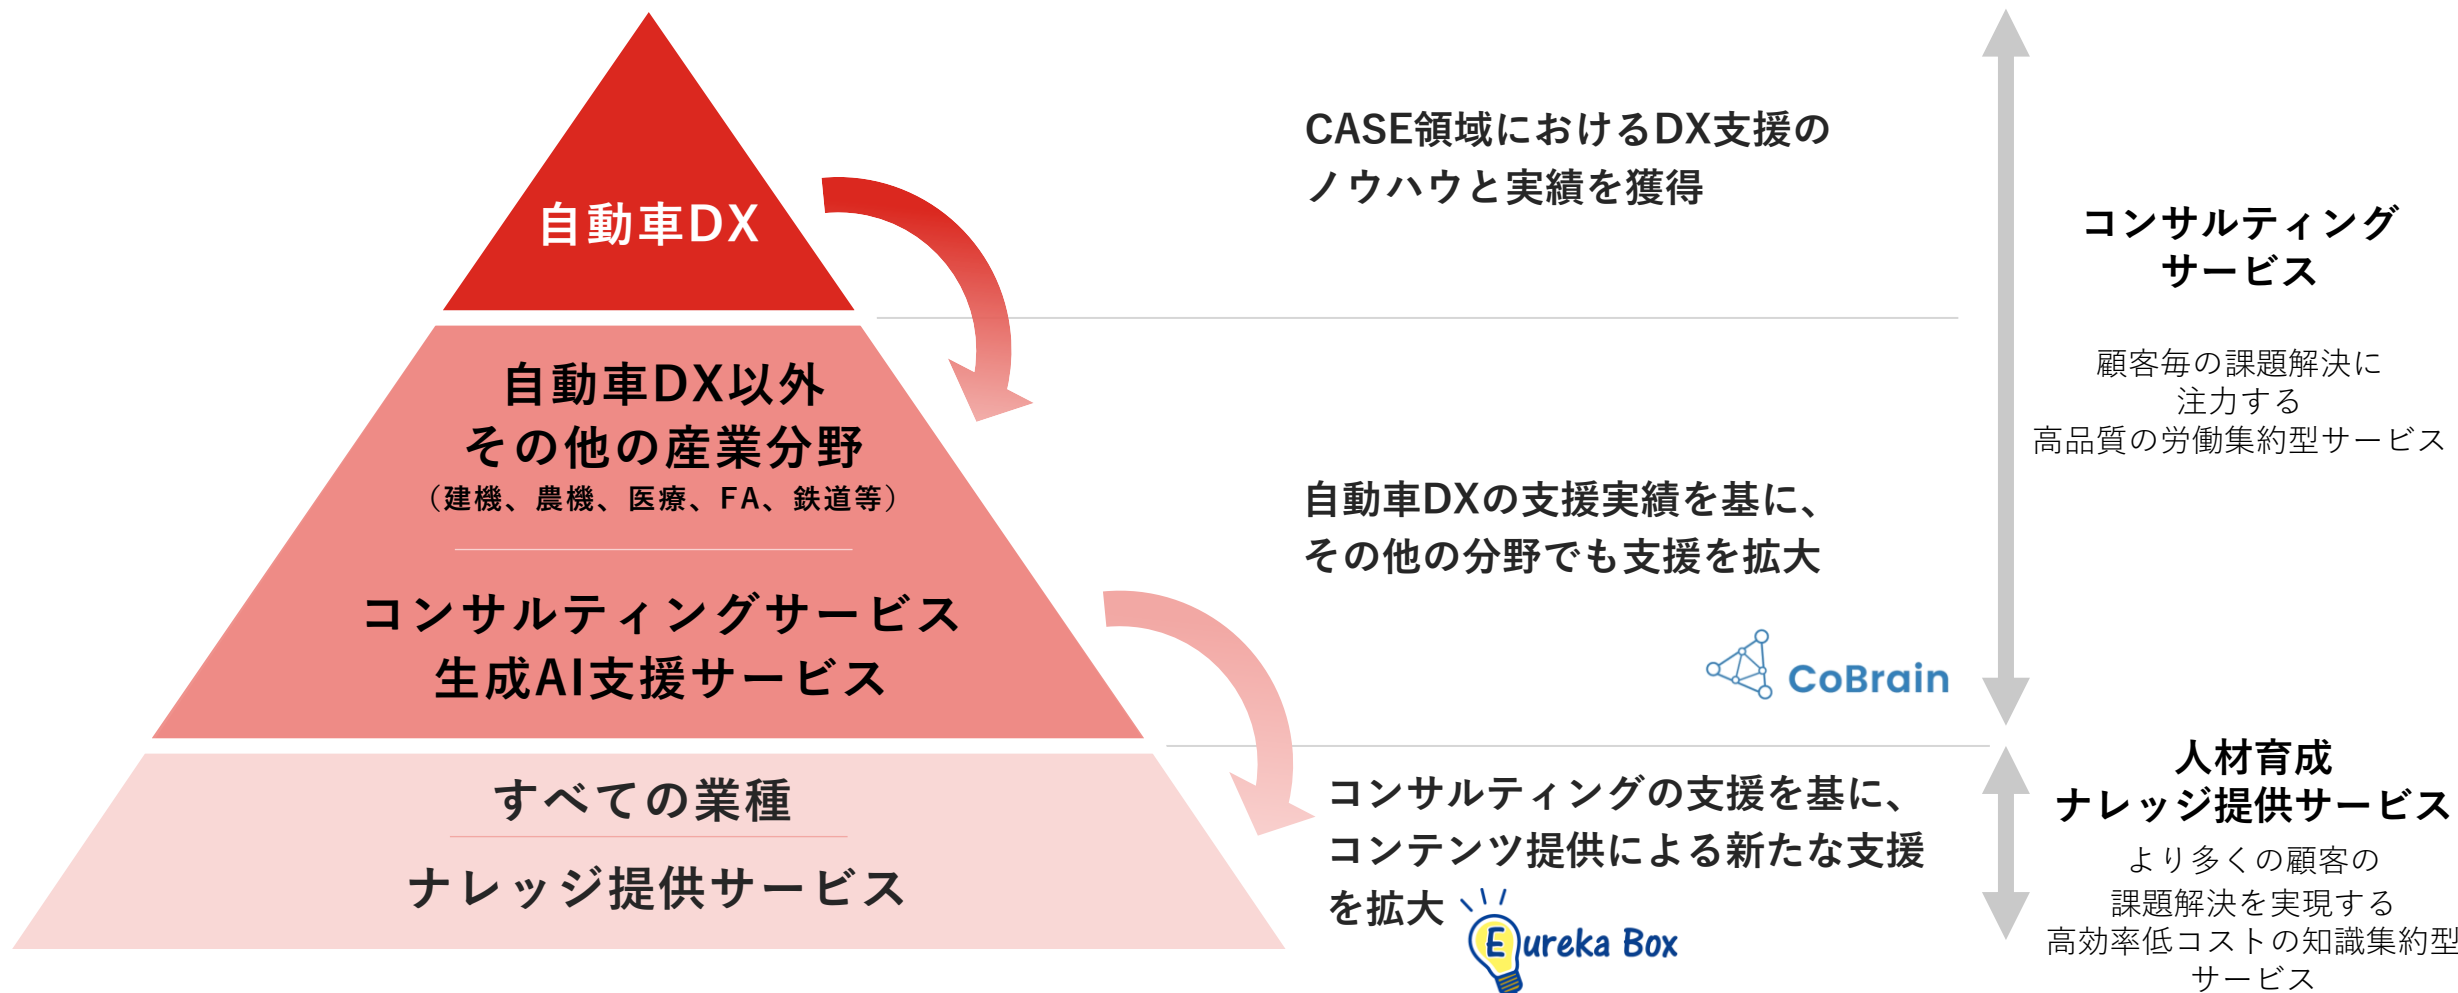 自動車DX
CASE領域におけるDX支援の
ノウハウと実績を獲得
自動車DX以外
その他の産業分野
（建機、農機、医療、FA、鉄道等）
コンサルティングサービス
生成AI支援サービス
自動車DXの支援実績を基に、
その他の分野でも支援を拡大
CoBrain
コンサルティング
サービス
顧客毎の課題解決に
注力する
高品質の労働集約型サービス
すべての業種
ナレッジ提供サービス
コンサルティングの支援を基に、
コンテンツ提供による新たな支援
を拡大
Eureka Box
人材育成
ナレッジ提供サービス
より多くの顧客の
課題解決を実現する
高効率低コストの知識集約型
サービス